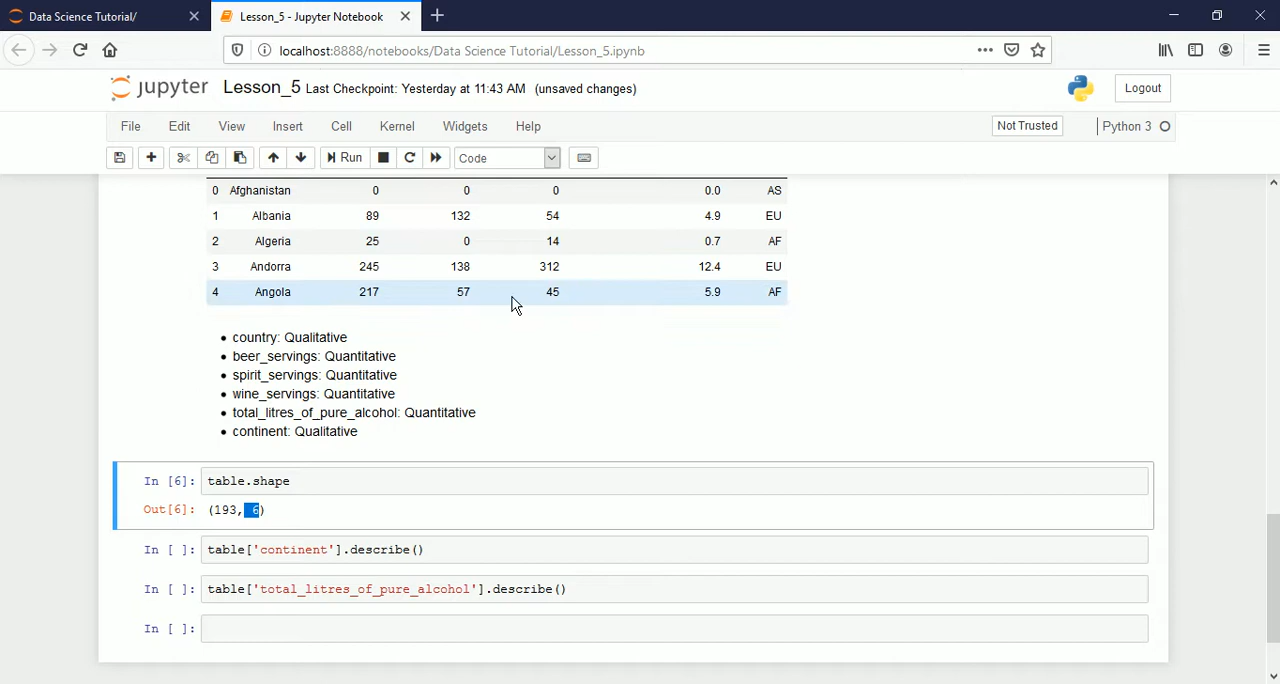 Data Science Tutorial/
Lesson_5 - Jupyter Notebook
localhost:8888/notebooks/Data Science Tutorial/Lesson_5.ipynb
jupyter Lesson_5 Last Checkpoint: Yesterday at 11:43 AM (unsaved changes) Logout
File Edit View Insert Cell Kernel Widgets Help Not Trusted Python 3
Run Code
0 Afghanistan 0 0 0 0.0 AS
1 Albania 89 132 54 4.9 EU
2 Algeria 25 0 14 0.7 AF
3 Andorra 245 138 312 12.4 EU
4 Angola 217 57 45 5.9 AF
• country: Qualitative
• beer_servings: Quantitative
• spirit_servings: Quantitative
• wine_servings: Quantitative
• total_litres_of_pure_alcohol: Quantitative
• continent: Qualitative
In [6]: table.shape
Out[6]: (193, 6)
In [ ]: table['continent'].describe()
In [ ]: table['total_litres_of_pure_alcohol'].describe()
In [ ]: